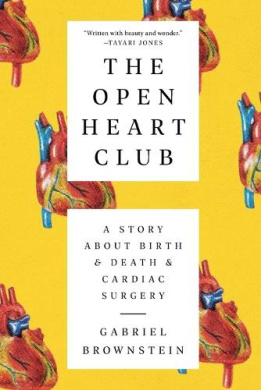 "Written with beauty and wonder."
—TAYARI JONES
THE
OPEN
HEART
CLUB
A STORY
ABOUT BIRTH
& DEATH &
CARDIAC
SURGERY
GABRIEL
BROWNSTEIN